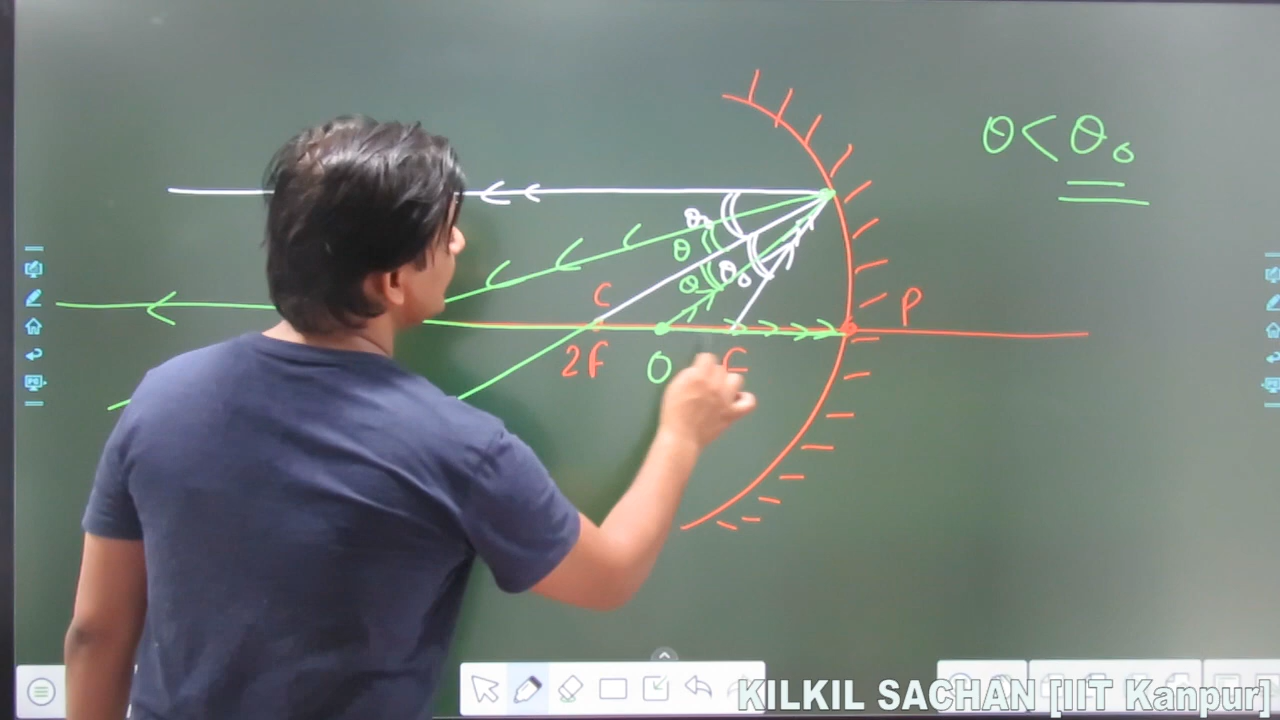 θ < θ₀
θ₀
θ
C
θ
θ₀
P
2F
O
F
KILKIL SACHAN [IIT Kanpur]